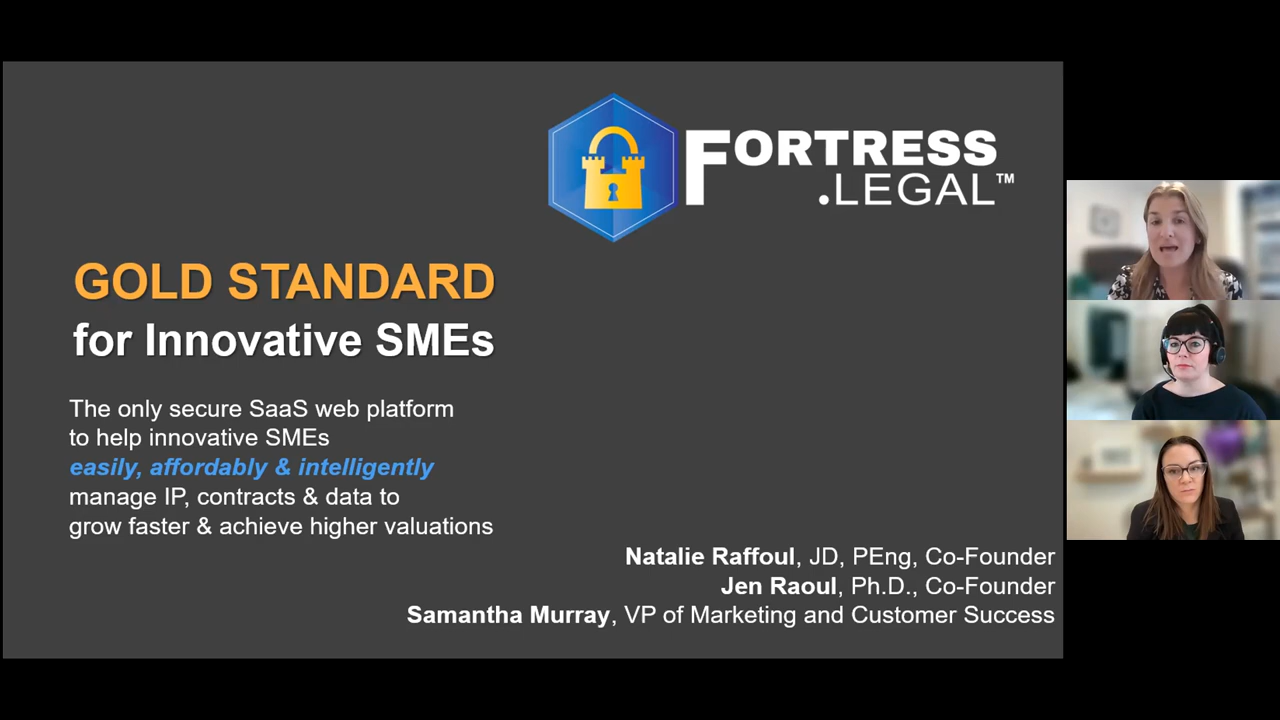 FORTRESS
.LEGAL™
GOLD STANDARD
for Innovative SMEs
The only secure SaaS web platform
to help innovative SMEs
easily, affordably & intelligently
manage IP, contracts & data to
grow faster & achieve higher valuations
Natalie Raffoul, JD, PEng, Co-Founder
Jen Raoul, Ph.D., Co-Founder
Samantha Murray, VP of Marketing and Customer Success